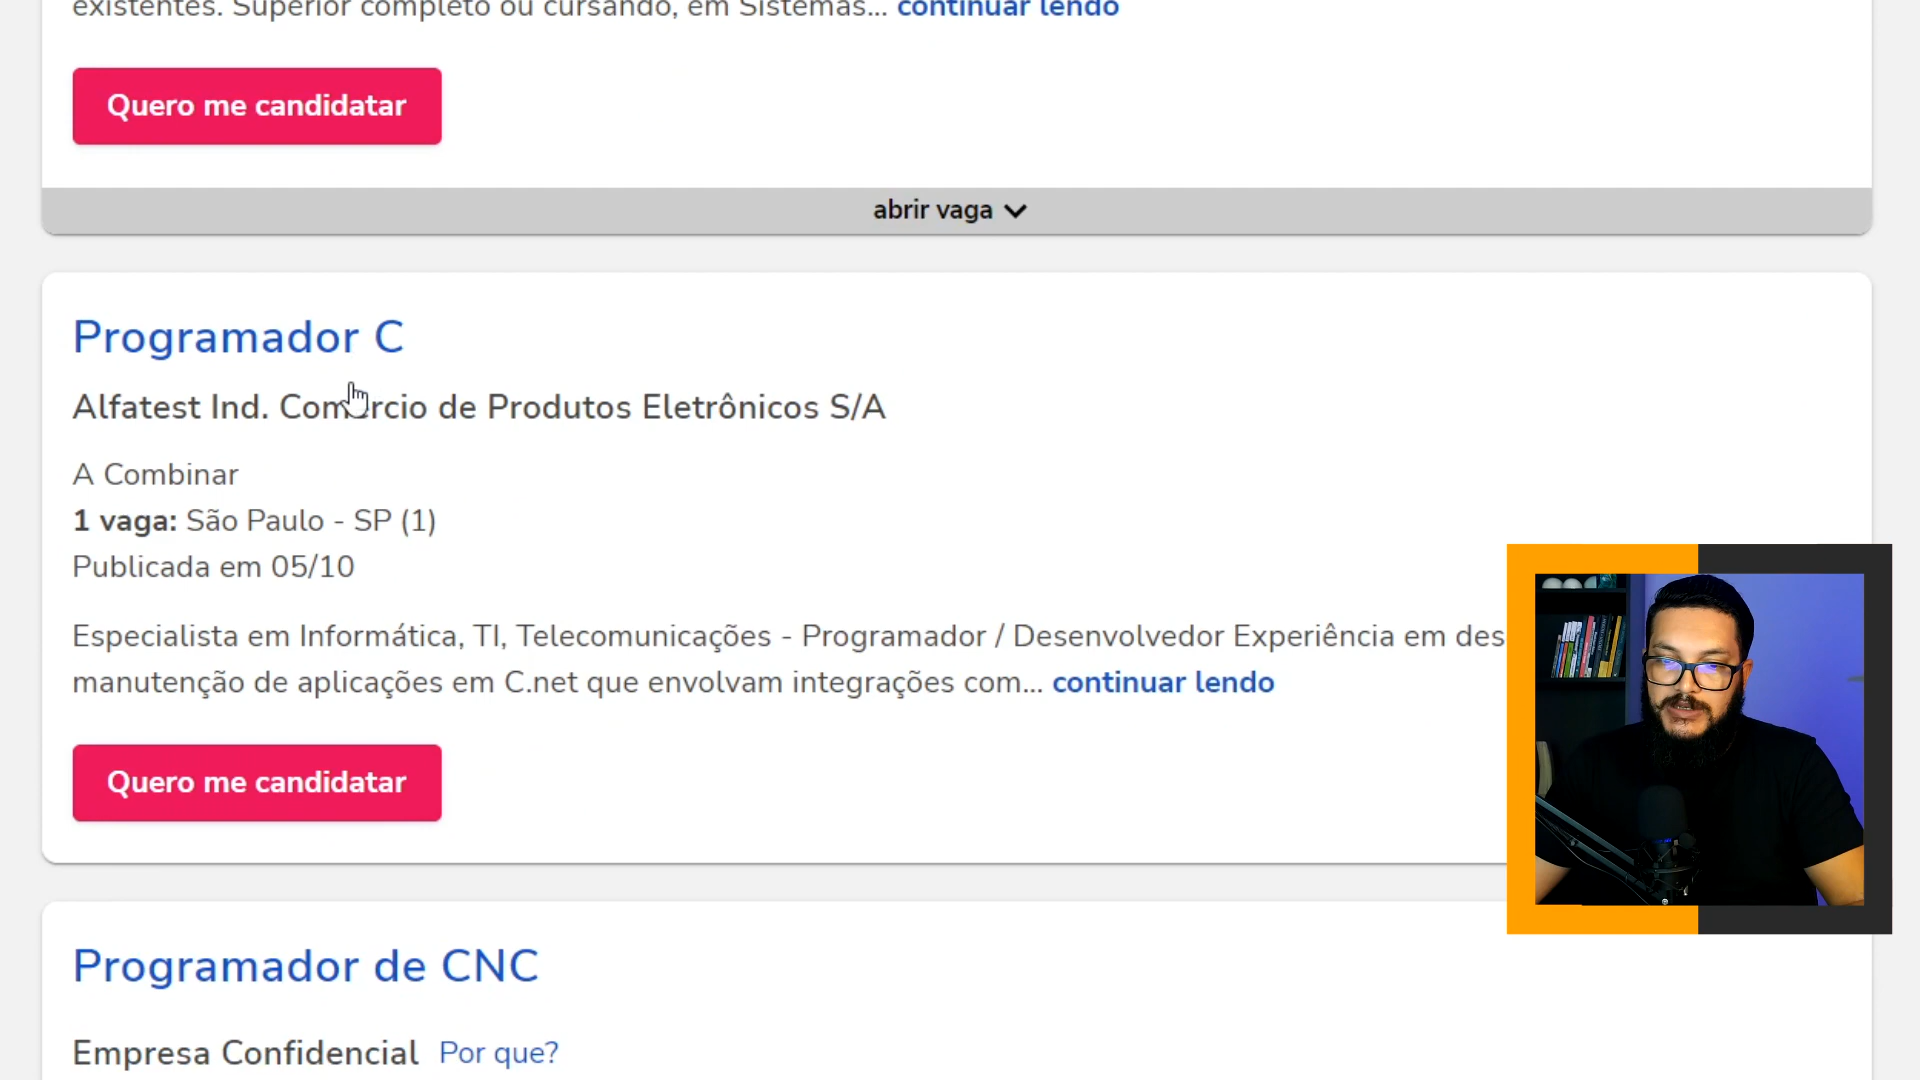 existentes. Superior completo ou cursando, em Sistemas... continuar lendo
Quero me candidatar
abrir vaga
Programador C
Alfatest Ind. Comércio de Produtos Eletrônicos S/A
A Combinar
1 vaga: São Paulo - SP (1)
Publicada em 05/10
Especialista em Informática, TI, Telecomunicações - Programador / Desenvolvedor Experiência em des
manutenção de aplicações em C.net que envolvam integrações com... continuar lendo
Quero me candidatar
Programador de CNC
Empresa Confidencial Por que?